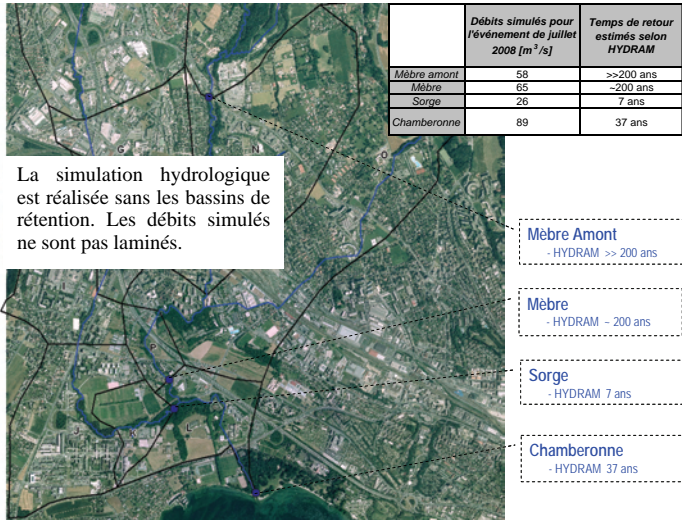 Débits simulés pour l'événement de juillet 2008 [m³/s]
Temps de retour estimés selon HYDRAM
Mèbre amont 58 >>200 ans
Mèbre 65 ~200 ans
Sorge 26 7 ans
Chamberonne 89 37 ans
G
N
O
La simulation hydrologique
est réalisée sans les bassins de
rétention. Les débits simulés
ne sont pas laminés.
Mèbre Amont
- HYDRAM >> 200 ans
Mèbre
- HYDRAM ~ 200 ans
P
Sorge
- HYDRAM 7 ans
J
K
L
Chamberonne
- HYDRAM 37 ans